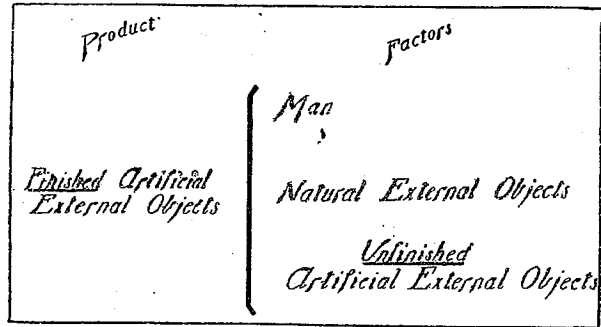 Product
Factors
Man
Finished Artificial
External Objects
Natural External Objects
Unfinished
Artificial External Objects